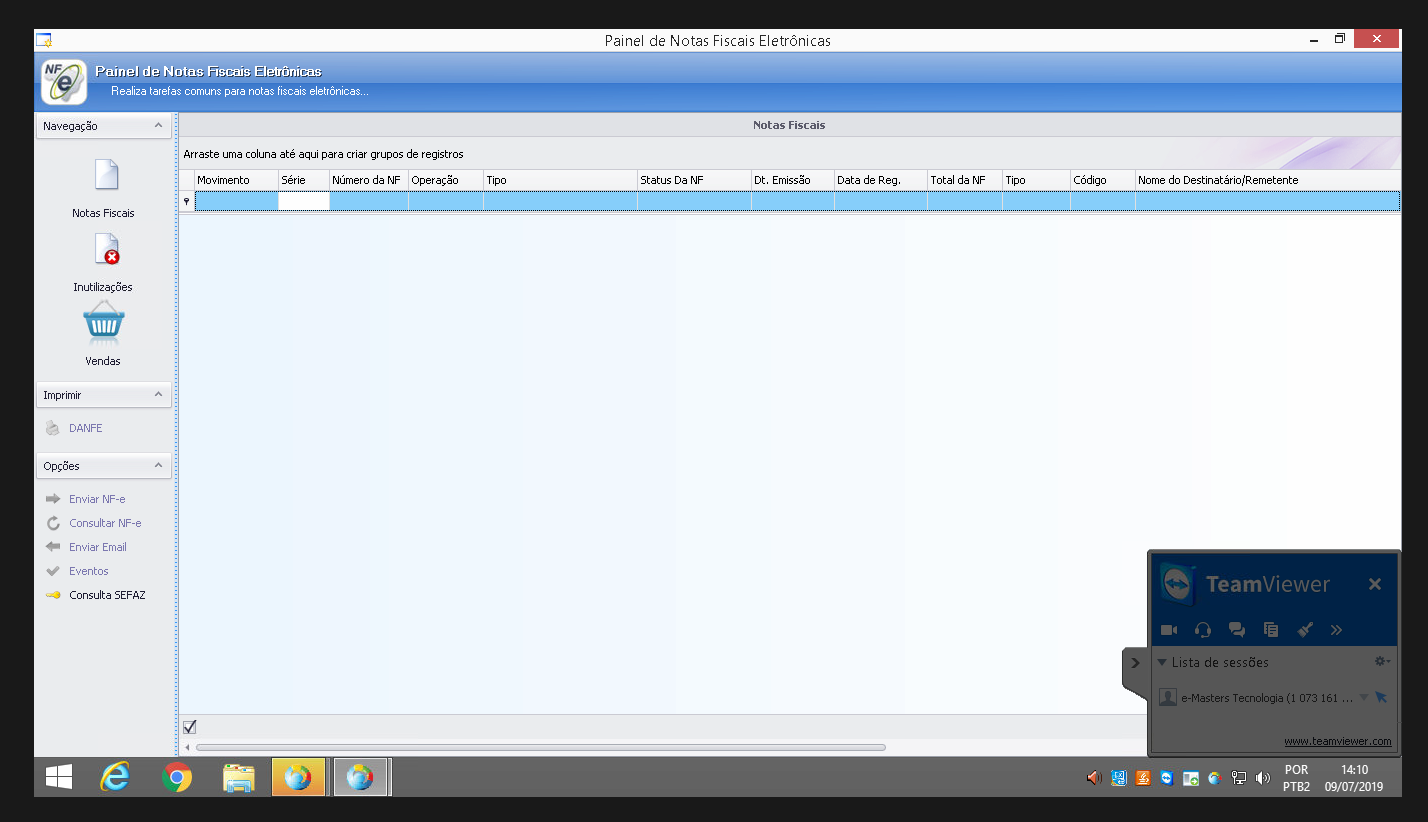 Painel de Notas Fiscais Eletrônicas
NFe
Painel de Notas Fiscais Eletrônicas
Realiza tarefas comuns para notas fiscais eletrônicas...
Navegação
Notas Fiscais
Inutilizações
Vendas
Imprimir
DANFE
Opções
Enviar NF-e
Consultar NF-e
Enviar Email
Eventos
Consulta SEFAZ
Notas Fiscais
Arraste uma coluna até aqui para criar grupos de registros
Movimento Série Número da NF Operação Tipo Status Da NF Dt. Emissão Data de Reg. Total da NF Tipo Código Nome do Destinatário/Remetente
TeamViewer
Lista de sessões
e-Masters Tecnologia (1 073 161 ...
www.teamviewer.com
POR 14:10
PTB2 09/07/2019